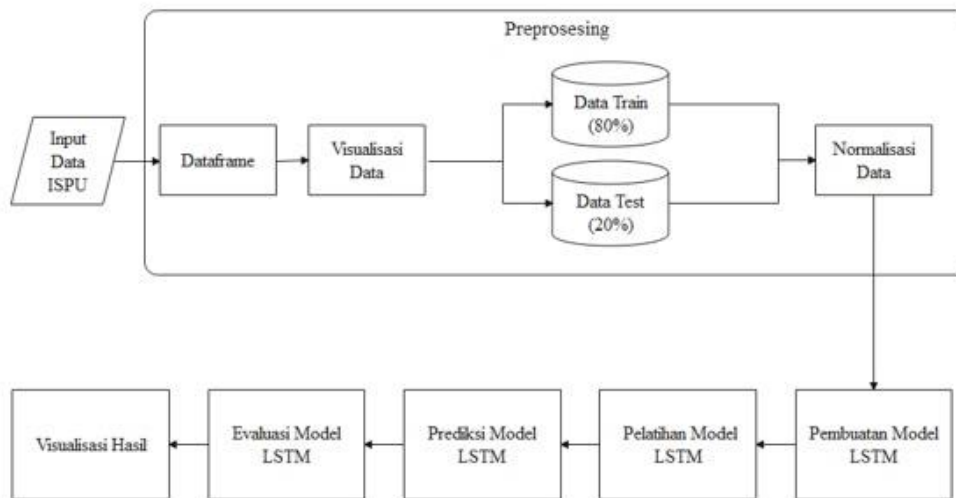 Preprosesing
Input
Data
ISPU
Dataframe
Visualisasi
Data
Data Train
(80%)
Data Test
(20%)
Normalisasi
Data
Pembuatan Model
LSTM
Pelatihan Model
LSTM
Prediksi Model
LSTM
Evaluasi Model
LSTM
Visualisasi Hasil